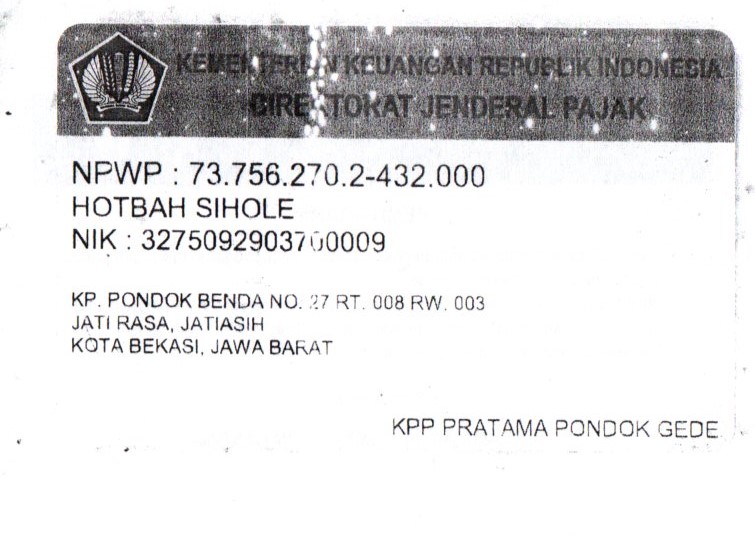 KEMENTERIAN KEUANGAN REPUBLIK INDONESIA
DIREKTORAT JENDERAL PAJAK
NPWP : 73.756.270.2-432.000
HOTBAH SIHOLE
NIK : 3275092903700009
KP. PONDOK BENDA NO. 27 RT. 008 RW. 003
JATI RASA, JATIASIH
KOTA BEKASI, JAWA BARAT
KPP PRATAMA PONDOK GEDE